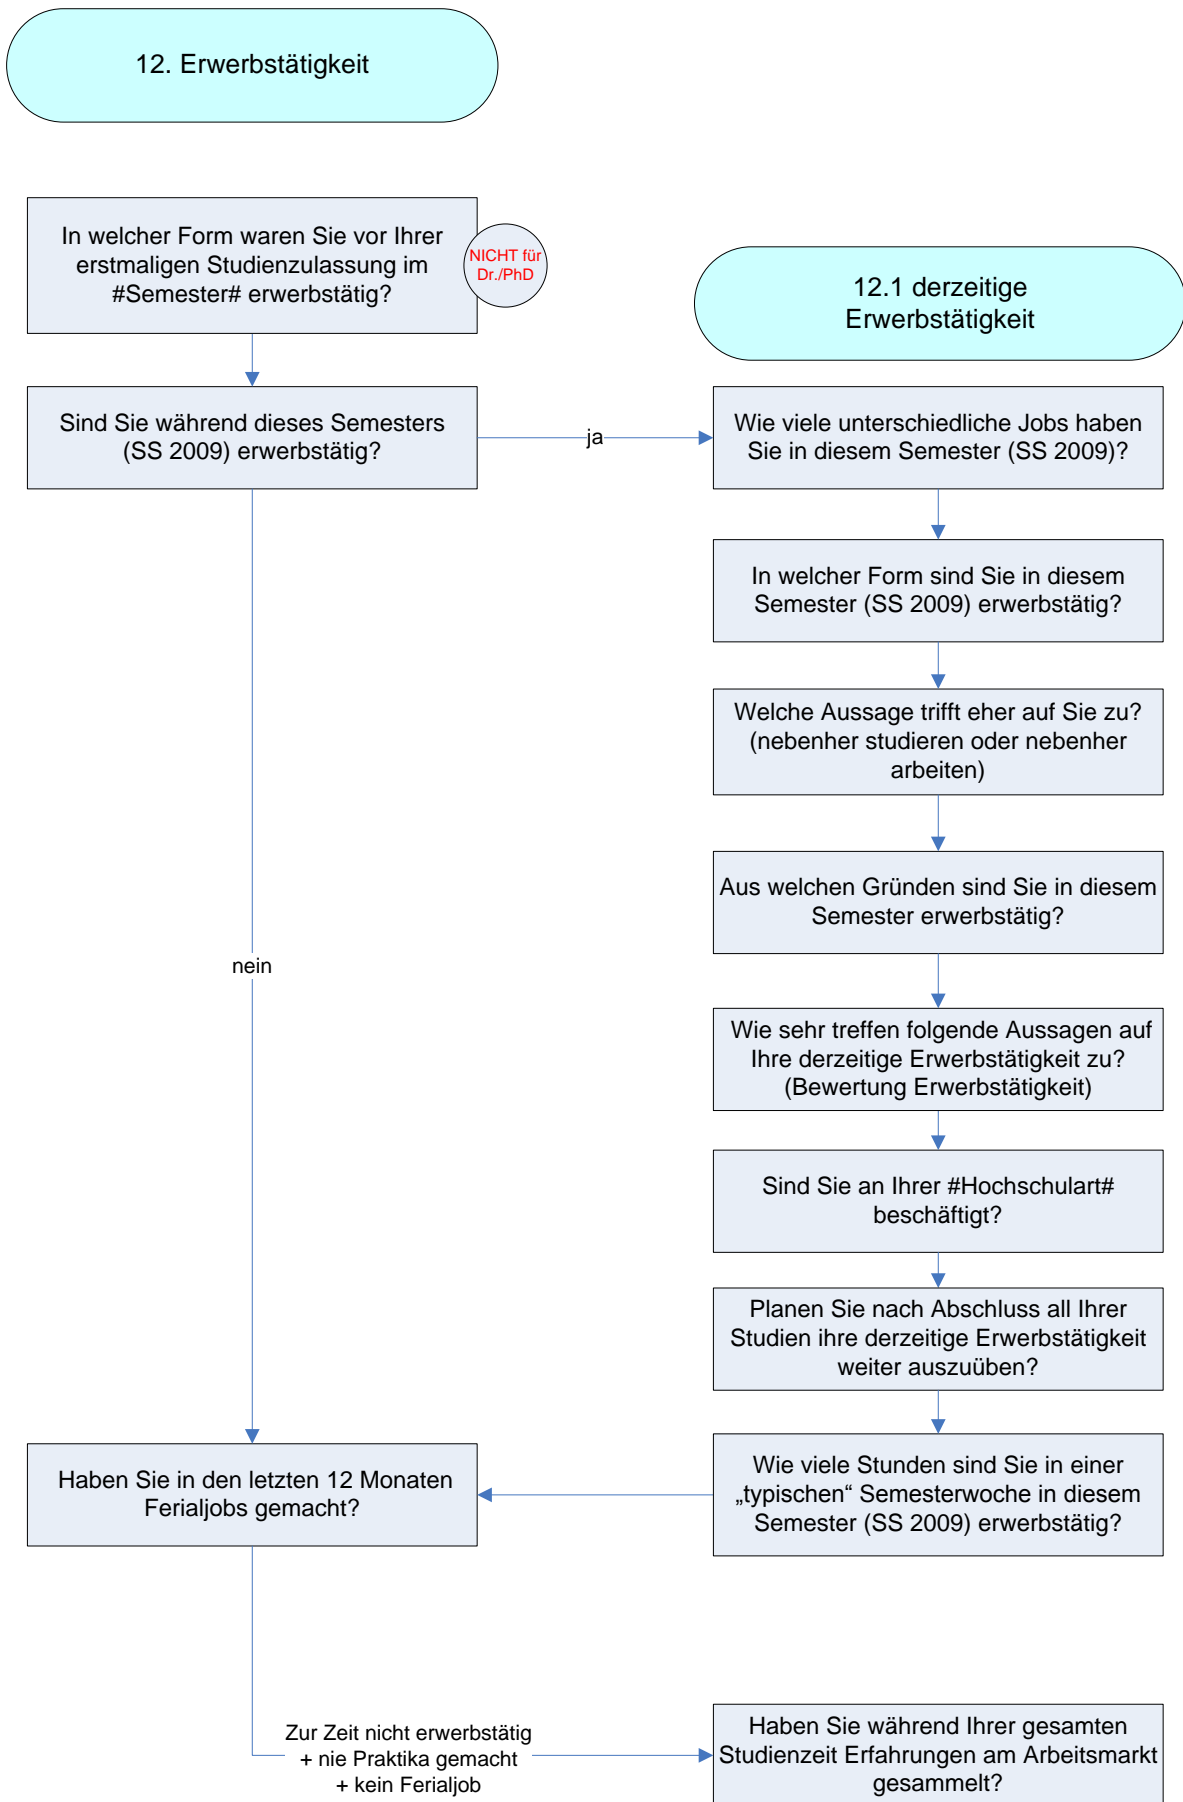 12. Erwerbstätigkeit
In welcher Form waren Sie vor Ihrer
erstmaligen Studienzulassung im
#Semester# erwerbstätig?
NICHT für
Dr./PhD
12.1 derzeitige
Erwerbstätigkeit
Sind Sie während dieses Semesters
(SS 2009) erwerbstätig?
ja
Wie viele unterschiedliche Jobs haben
Sie in diesem Semester (SS 2009)?
In welcher Form sind Sie in diesem
Semester (SS 2009) erwerbstätig?
Welche Aussage trifft eher auf Sie zu?
(nebenher studieren oder nebenher
arbeiten)
Aus welchen Gründen sind Sie in diesem
Semester erwerbstätig?
nein
Wie sehr treffen folgende Aussagen auf
Ihre derzeitige Erwerbstätigkeit zu?
(Bewertung Erwerbstätigkeit)
Sind Sie an Ihrer #Hochschulart#
beschäftigt?
Planen Sie nach Abschluss all Ihrer
Studien ihre derzeitige Erwerbstätigkeit
weiter auszuüben?
Wie viele Stunden sind Sie in einer
„typischen“ Semesterwoche in diesem
Semester (SS 2009) erwerbstätig?
Haben Sie in den letzten 12 Monaten
Ferialjobs gemacht?
Zur Zeit nicht erwerbstätig
+ nie Praktika gemacht
+ kein Ferialjob
Haben Sie während Ihrer gesamten
Studienzeit Erfahrungen am Arbeitsmarkt
gesammelt?